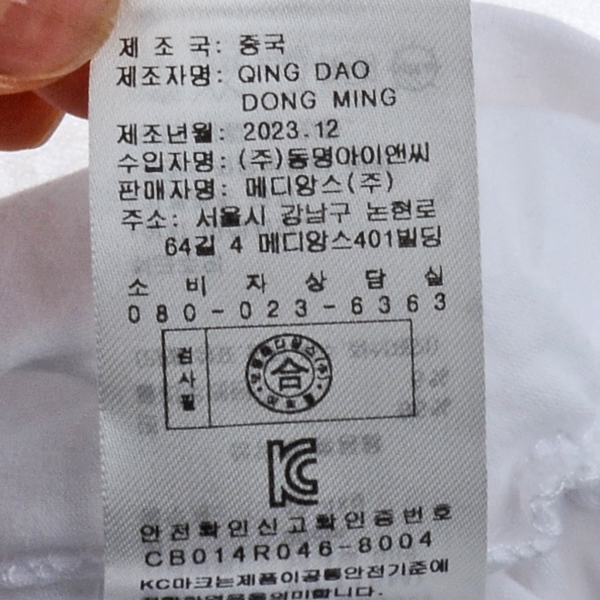 제 조 국: 중국
제조자명: QING DAO
DONG MING
제조년월: 2023.12
수입자명: (주)동명아이앤씨
판매자명: 메디앙스(주)
주소: 서울시 강남구 논현로
64길 4 메디앙스401빌딩
소 비 자 상 담 실
080-023-6363
검사필
合
KC
안전확인신고확인증번호
CB014R046-8004
KC마크는제품이공통안전기준에